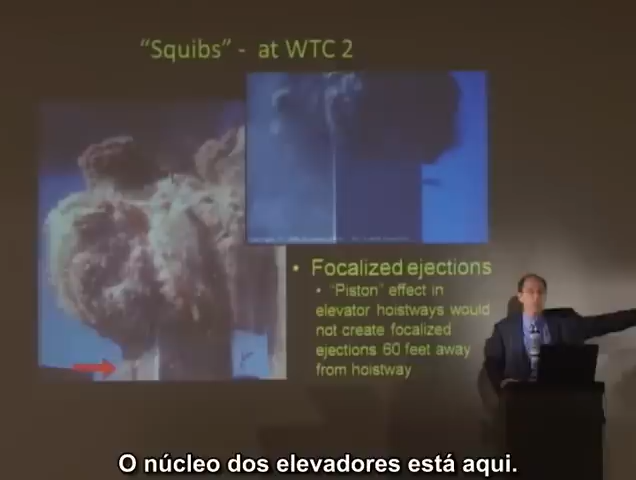 "Squibs" - at WTC 2
• Focalized ejections
• "Piston" effect in
elevator hoistways would
not create focalized
ejections 60 feet away
from hoistway
O núcleo dos elevadores está aqui.